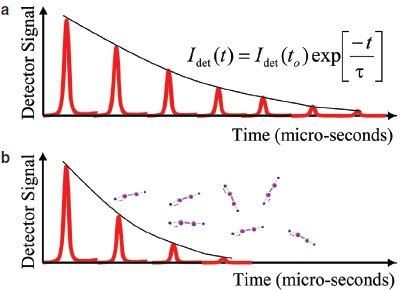 a
Detector Signal
I_det(t) = I_det(t_o) exp[-t/τ]
Time (micro-seconds)
b
Detector Signal
Time (micro-seconds)